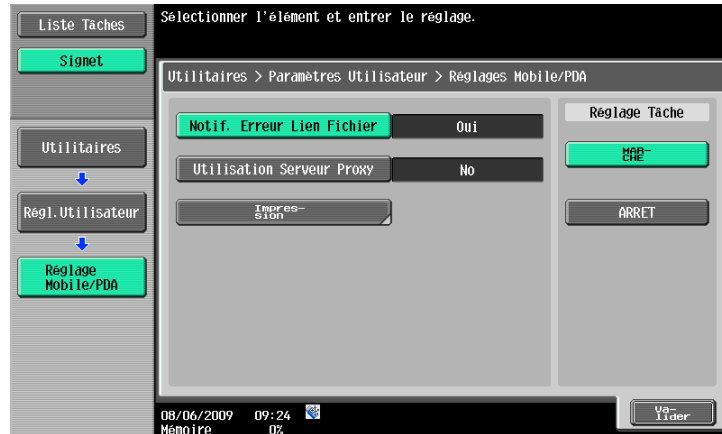 Liste Tâches
Signet
Utilitaires
Régl.Utilisateur
Réglage
Mobile/PDA
Sélectionner l'élément et entrer le réglage.
Utilitaires > Paramètres Utilisateur > Réglages Mobile/PDA
Notif. Erreur Lien Fichier Oui
Utilisation Serveur Proxy No
Impres-
sion
Réglage Tâche
MAR-
CHE
ARRET
08/06/2009 09:24
Mémoire 0%
Va-
lider